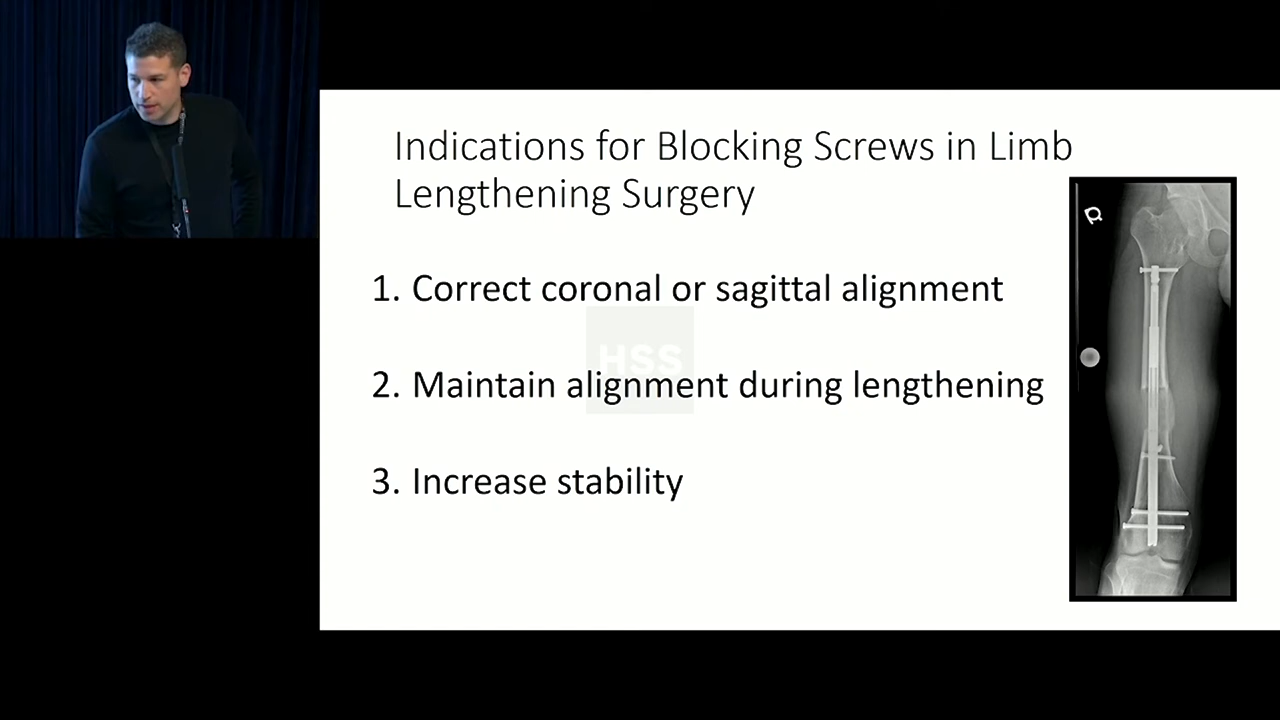 Indications for Blocking Screws in Limb
Lengthening Surgery
1. Correct coronal or sagittal alignment
HSS
2. Maintain alignment during lengthening
3. Increase stability